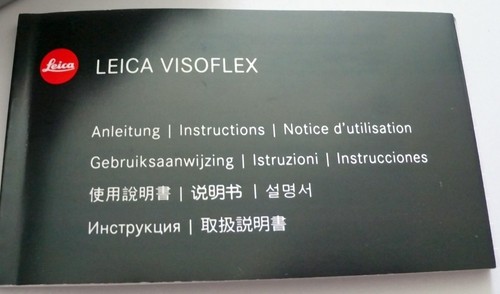 Leica LEICA VISOFLEX
Anleitung | Instructions | Notice d'utilisation
Gebruiksaanwijzing | Istruzioni | Instrucciones
使用說明書 | 说明书 | 설명서
Инструкция | 取扱説明書